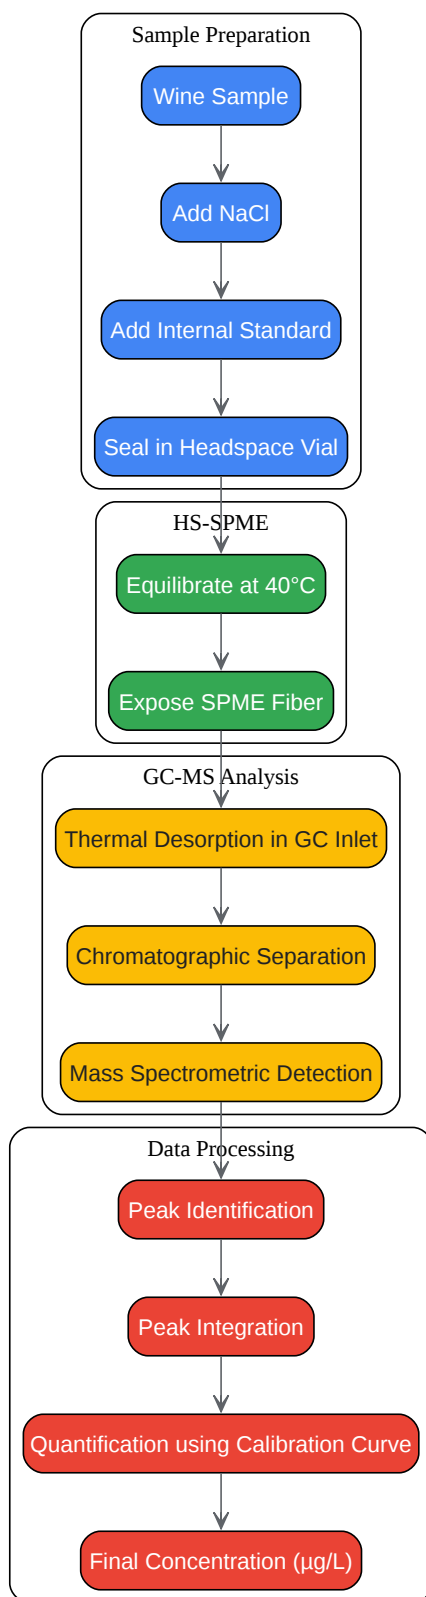 Sample Preparation
Wine Sample
Add NaCl
Add Internal Standard
Seal in Headspace Vial
HS-SPME
Equilibrate at 40°C
Expose SPME Fiber
GC-MS Analysis
Thermal Desorption in GC Inlet
Chromatographic Separation
Mass Spectrometric Detection
Data Processing
Peak Identification
Peak Integration
Quantification using Calibration Curve
Final Concentration (µg/L)